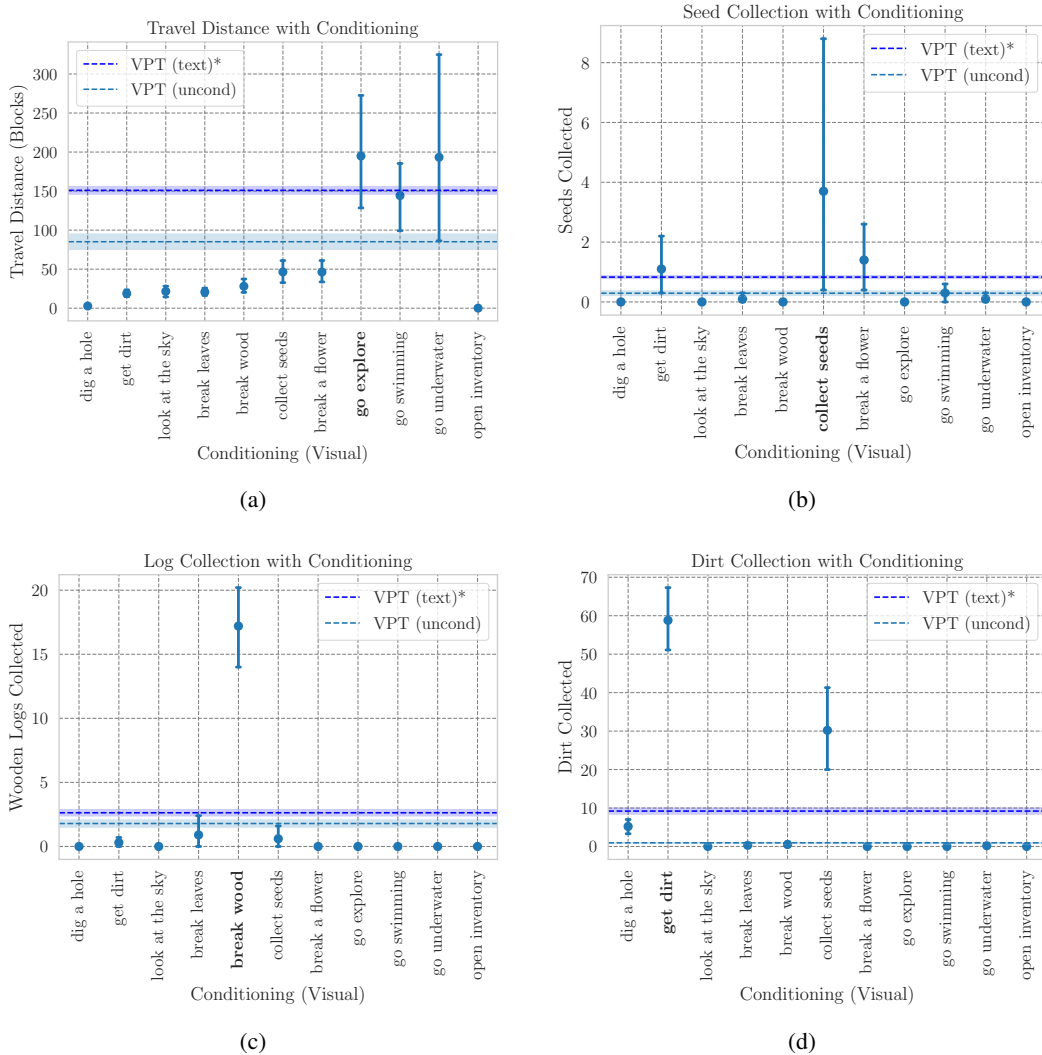 Travel Distance with Conditioning
VPT (text)*
VPT (uncond)
Travel Distance (Blocks)
300
250
200
150
100
50
0
dig a hole
get dirt
look at the sky
break leaves
break wood
collect seeds
break a flower
go explore
go swimming
go underwater
open inventory
Conditioning (Visual)
(a)
Seed Collection with Conditioning
VPT (text)*
VPT (uncond)
Seeds Collected
8
6
4
2
0
dig a hole
get dirt
look at the sky
break leaves
break wood
collect seeds
break a flower
go explore
go swimming
go underwater
open inventory
Conditioning (Visual)
(b)
Log Collection with Conditioning
VPT (text)*
VPT (uncond)
Wooden Logs Collected
20
15
10
5
0
dig a hole
get dirt
look at the sky
break leaves
break wood
collect seeds
break a flower
go explore
go swimming
go underwater
open inventory
Conditioning (Visual)
(c)
Dirt Collection with Conditioning
VPT (text)*
VPT (uncond)
Dirt Collected
70
60
50
40
30
20
10
0
dig a hole
get dirt
look at the sky
break leaves
break wood
collect seeds
break a flower
go explore
go swimming
go underwater
open inventory
Conditioning (Visual)
(d)